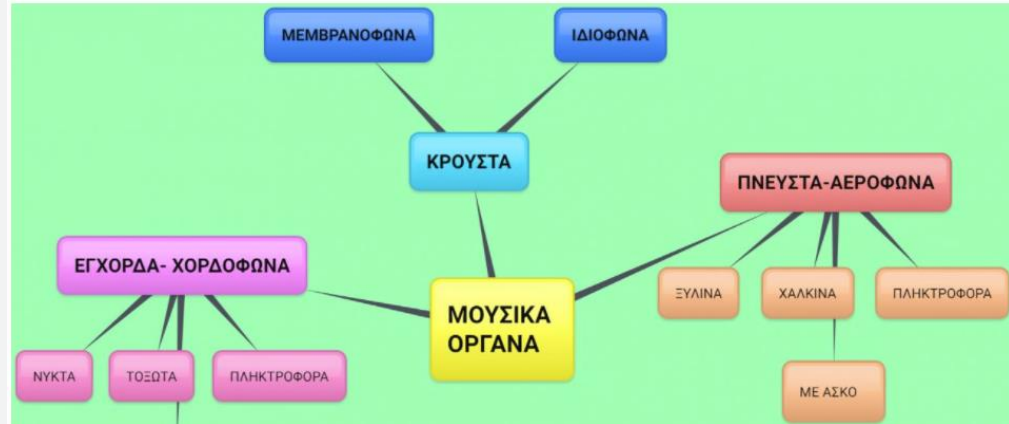 ΜΕΜΒΡΑΝΟΦΩΝΑ
ΙΔΙΟΦΩΝΑ
ΚΡΟΥΣΤΑ
ΠΝΕΥΣΤΑ-ΑΕΡΟΦΩΝΑ
ΕΓΧΟΡΔΑ- ΧΟΡΔΟΦΩΝΑ
ΜΟΥΣΙΚΑ
ΟΡΓΑΝΑ
ΞΥΛΙΝΑ
ΧΑΛΚΙΝΑ
ΠΛΗΚΤΡΟΦΟΡΑ
ΝΥΚΤΑ
ΤΟΞΩΤΑ
ΠΛΗΚΤΡΟΦΟΡΑ
ΜΕ ΑΣΚΟ